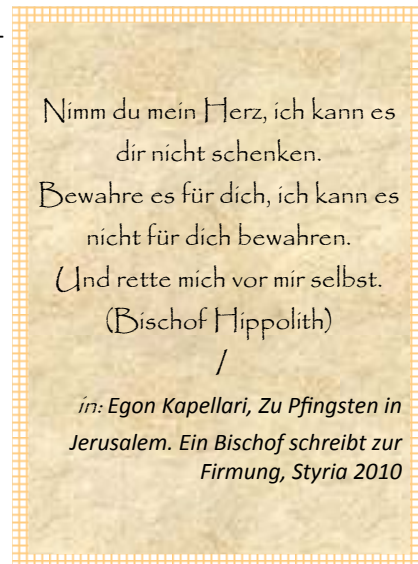 Nimm du mein Herz, ich kann es
dir nicht schenken.
Bewahre es für dich, ich kann es
nicht für dich bewahren.
Und rette mich vor mir selbst.
(Bischof Hippolith)
/
in: Egon Kapellari, Zu Pfingsten in
Jerusalem. Ein Bischof schreibt zur
Firmung, Styria 2010